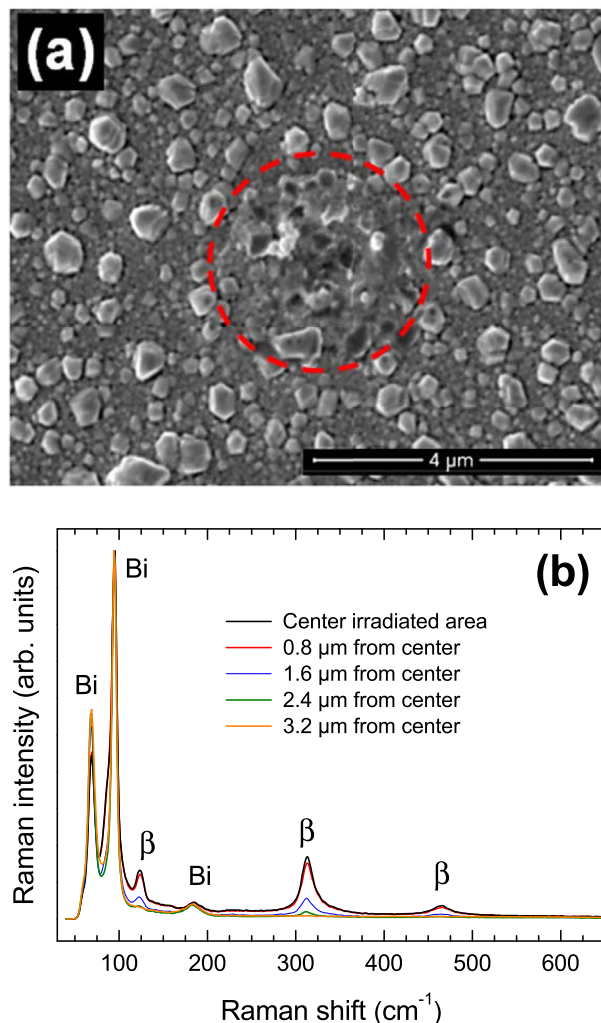 (a)
4 µm
(b)
Bi
Bi
Center irradiated area
0.8 µm from center
1.6 µm from center
2.4 µm from center
3.2 µm from center
β
Bi
β
β
Raman intensity (arb. units)
100 200 300 400 500 600
Raman shift (cm⁻¹)